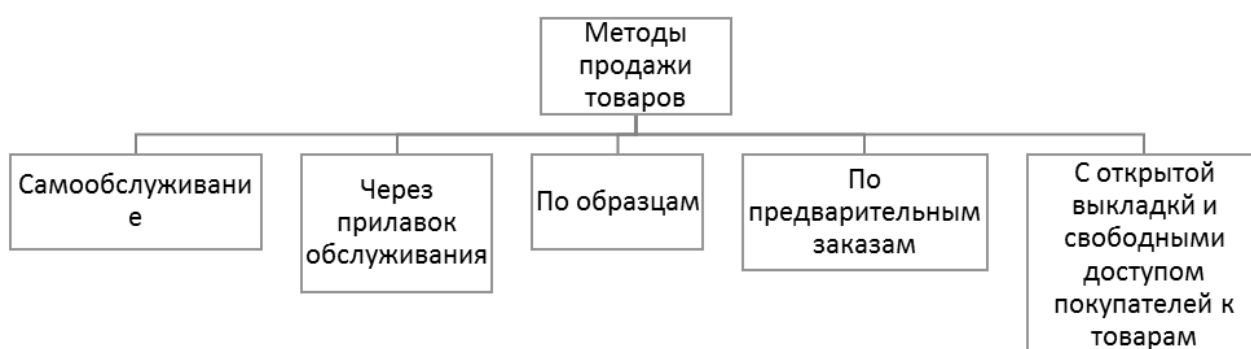 Методы
продажи
товаров
Самообслуживани
е
Через
прилавок
обслуживания
По образцам
По
предварительным
заказам
С открытой
выкладкй и
свободными
доступом
покупателей к
товарам